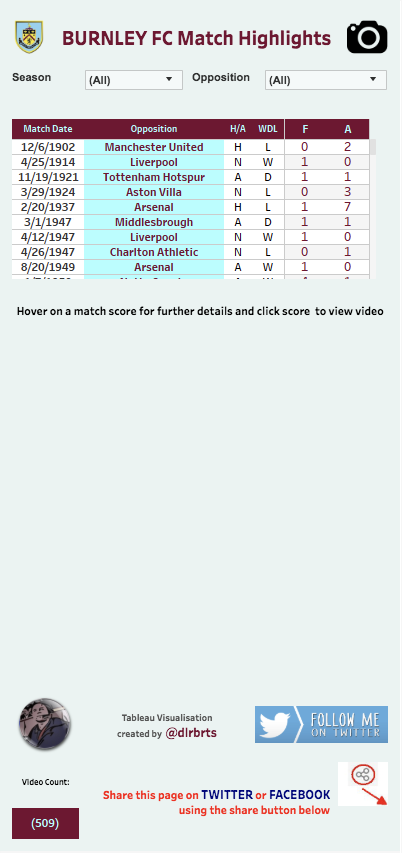 BURNLEY FC Match Highlights
Season (All) Opposition (All)
Match Date Opposition H/A WDL F A
12/6/1902 Manchester United H L 0 2
4/25/1914 Liverpool N W 1 0
11/19/1921 Tottenham Hotspur A D 1 1
3/29/1924 Aston Villa N L 0 3
2/20/1937 Arsenal H L 1 7
3/1/1947 Middlesbrough A D 1 1
4/12/1947 Liverpool N W 1 0
4/26/1947 Charlton Athletic N L 0 1
8/20/1949 Arsenal A W 1 0
Hover on a match score for further details and click score to view video
Tableau Visualisation
created by @dlrbrts
FOLLOW ME
ON TWITTER
Video Count:
(509)
Share this page on TWITTER or FACEBOOK
using the share button below